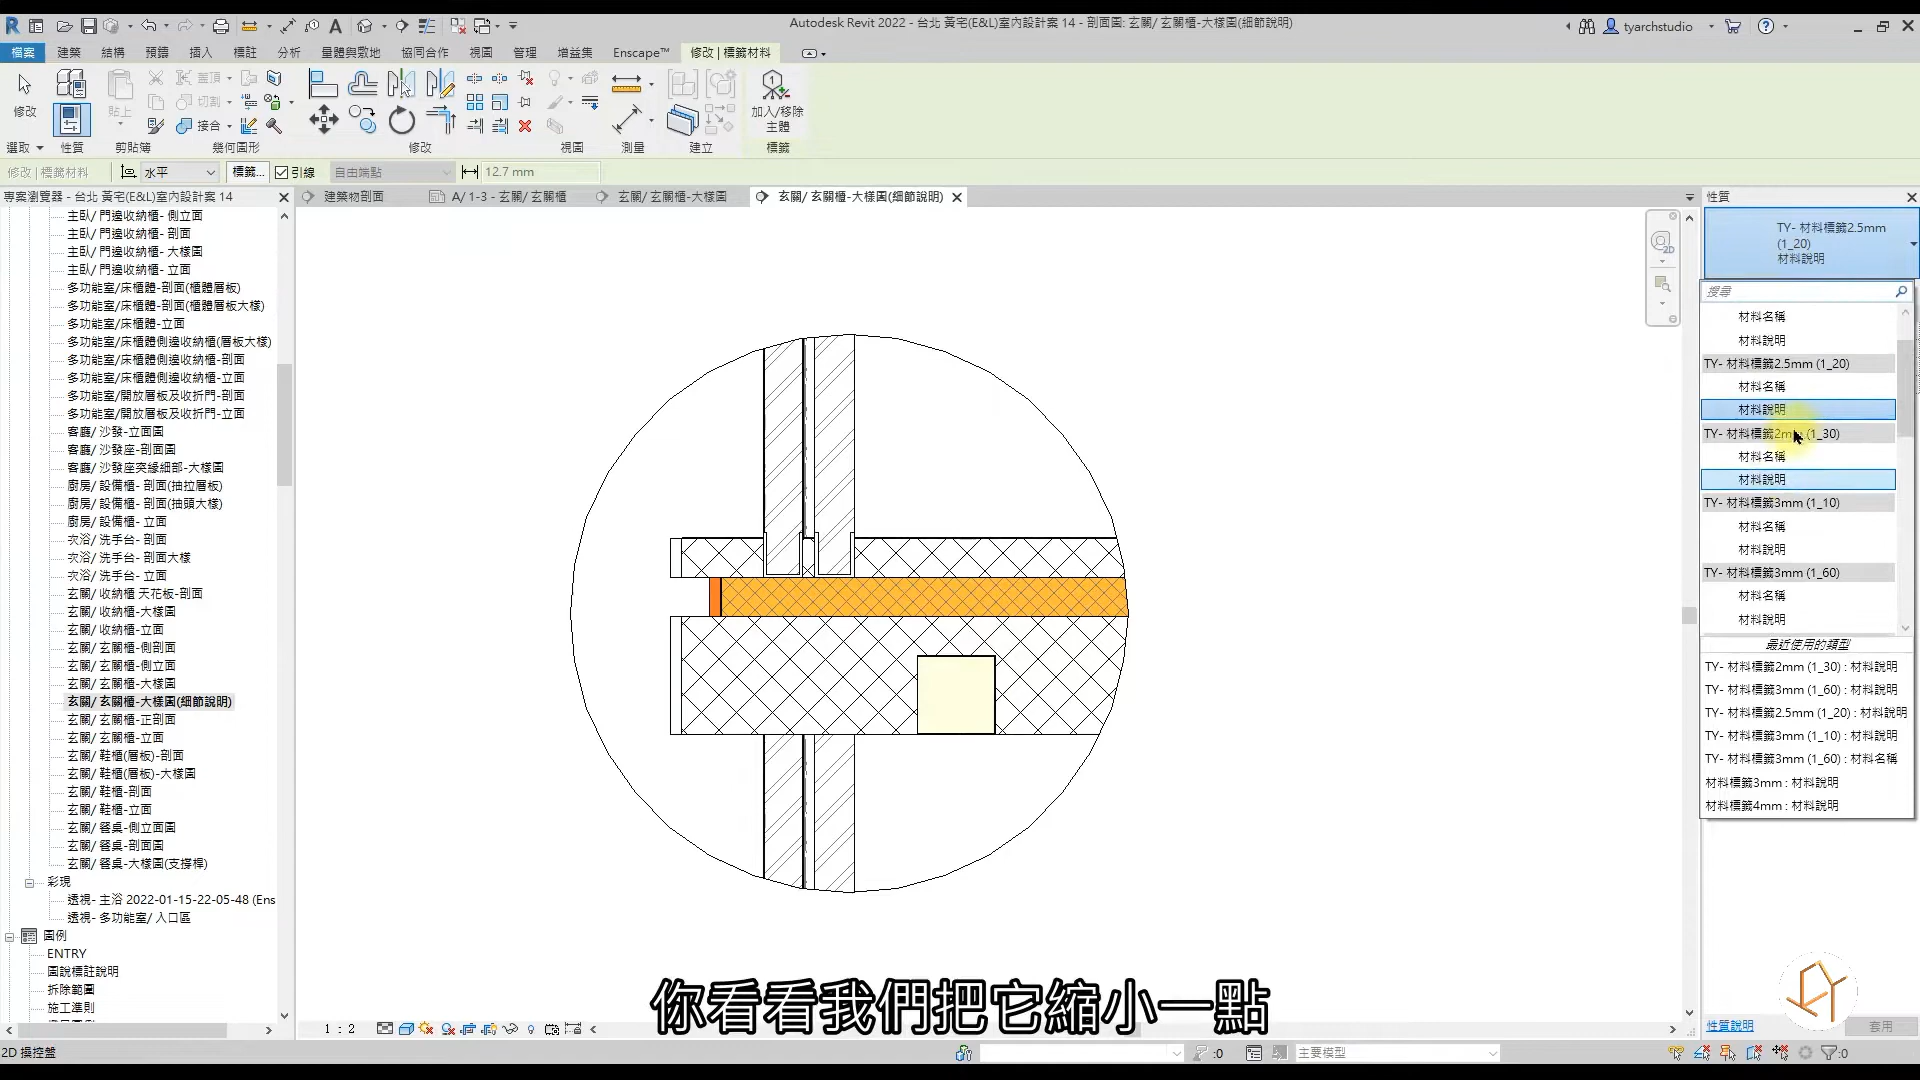 Autodesk Revit 2022 - 台北 黃宅(E&L)室內設計案 14 - 剖面圖: 玄關/ 玄關櫃-大樣圖(細節說明)
tyarchstudio
檔案 建築 結構 預鑄 插入 標註 分析 量體與敷地 協同合作 視圖 管理 增益集 Enscape™ 修改 | 標籤材料
修改
貼上
蓋頂
切割
接合
加入/移除
主體
選取 性質 剪貼簿 幾何圖形 修改 視圖 測量 建立 標籤
修改 | 標籤材料 水平 標籤... 引線 自由端點 12.7 mm
專案瀏覽器 - 台北 黃宅(E&L)室內設計案 14
建築物剖面 A/ 1-3 - 玄關/ 玄關櫃 玄關/ 玄關櫃-大樣圖 玄關/ 玄關櫃-大樣圖(細節說明)
主臥/ 門邊收納櫃- 側立面
主臥/ 門邊收納櫃- 剖面
主臥/ 門邊收納櫃- 大樣圖
主臥/ 門邊收納櫃- 立面
多功能室/床櫃體-剖面(櫃體層板)
多功能室/床櫃體-剖面(櫃體層板大樣)
多功能室/床櫃體-立面
多功能室/床櫃體側邊收納櫃(層板大樣)
多功能室/床櫃體側邊收納櫃-剖面
多功能室/床櫃體側邊收納櫃-立面
多功能室/開放層板及收折門-剖面
多功能室/開放層板及收折門-立面
客廳/ 沙發-立面圖
客廳/ 沙發座-剖面圖
客廳/ 沙發座突緣細部-大樣圖
廚房/ 設備櫃- 剖面(抽拉層板)
廚房/ 設備櫃- 剖面(抽頭大樣)
廚房/ 設備櫃- 立面
次浴/ 洗手台- 剖面
次浴/ 洗手台- 剖面大樣
次浴/ 洗手台- 立面
玄關/ 收納櫃 天花板-剖面
玄關/ 收納櫃-大樣圖
玄關/ 收納櫃-立面
玄關/ 玄關櫃-側剖面
玄關/ 玄關櫃-側立面
玄關/ 玄關櫃-大樣圖
玄關/ 玄關櫃-大樣圖(細節說明)
玄關/ 玄關櫃-正剖面
玄關/ 玄關櫃-立面
玄關/ 鞋櫃(層板)-剖面
玄關/ 鞋櫃(層板)-大樣圖
玄關/ 鞋櫃-剖面
玄關/ 鞋櫃-立面
玄關/ 餐桌-側立面圖
玄關/ 餐桌-剖面圖
玄關/ 餐桌-大樣圖(支撐桿)
彩現
透視- 主浴 2022-01-15-22-05-48 (Ens
透視- 多功能室/ 入口區
圖例
ENTRY
圖說標註說明
拆除範圍
施工準則
性質
TY- 材料標籤2.5mm
(1_20)
材料說明
搜尋
材料名稱
材料說明
TY- 材料標籤2.5mm (1_20)
材料名稱
材料說明
TY- 材料標籤2mm (1_30)
材料名稱
材料說明
TY- 材料標籤3mm (1_10)
材料名稱
材料說明
TY- 材料標籤3mm (1_60)
材料名稱
材料說明
最近使用的類型
TY- 材料標籤2mm (1_30) : 材料說明
TY- 材料標籤3mm (1_60) : 材料說明
TY- 材料標籤2.5mm (1_20) : 材料說明
TY- 材料標籤3mm (1_10) : 材料說明
TY- 材料標籤3mm (1_60) : 材料名稱
材料標籤3mm : 材料說明
材料標籤4mm : 材料說明
2D
你看看我們把它縮小一點
1 : 2
性質說明 套用
2D 操控盤 :0 主要模型 :0